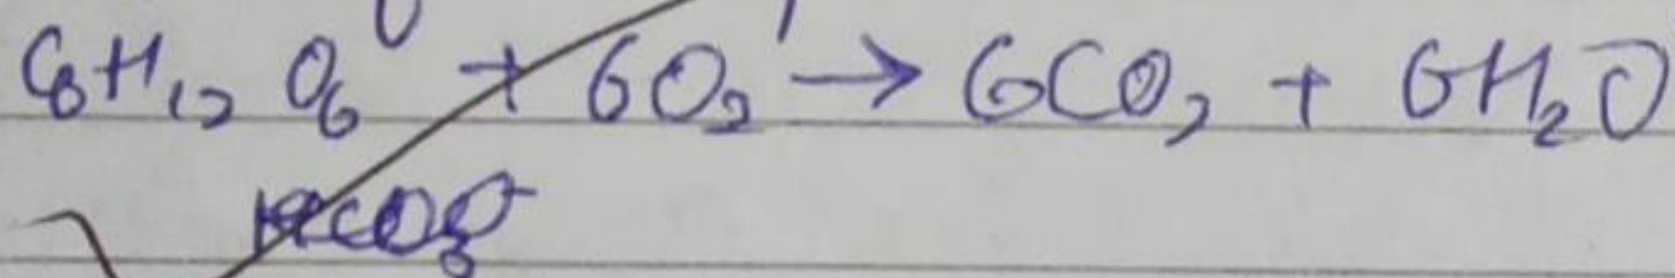 C₆H₁₂O₆ + 6O₂ → 6CO₂ + 6H₂O